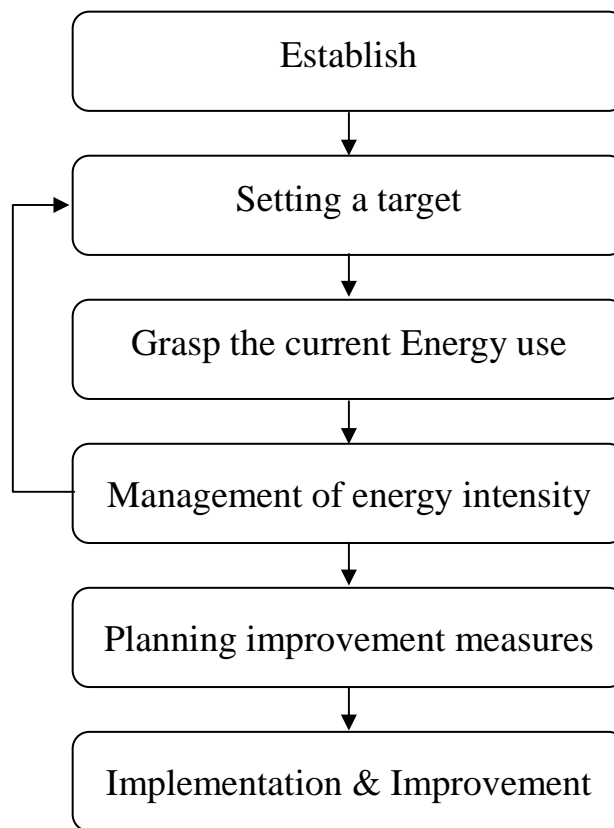 Establish
Setting a target
Grasp the current Energy use
Management of energy intensity
Planning improvement measures
Implementation & Improvement